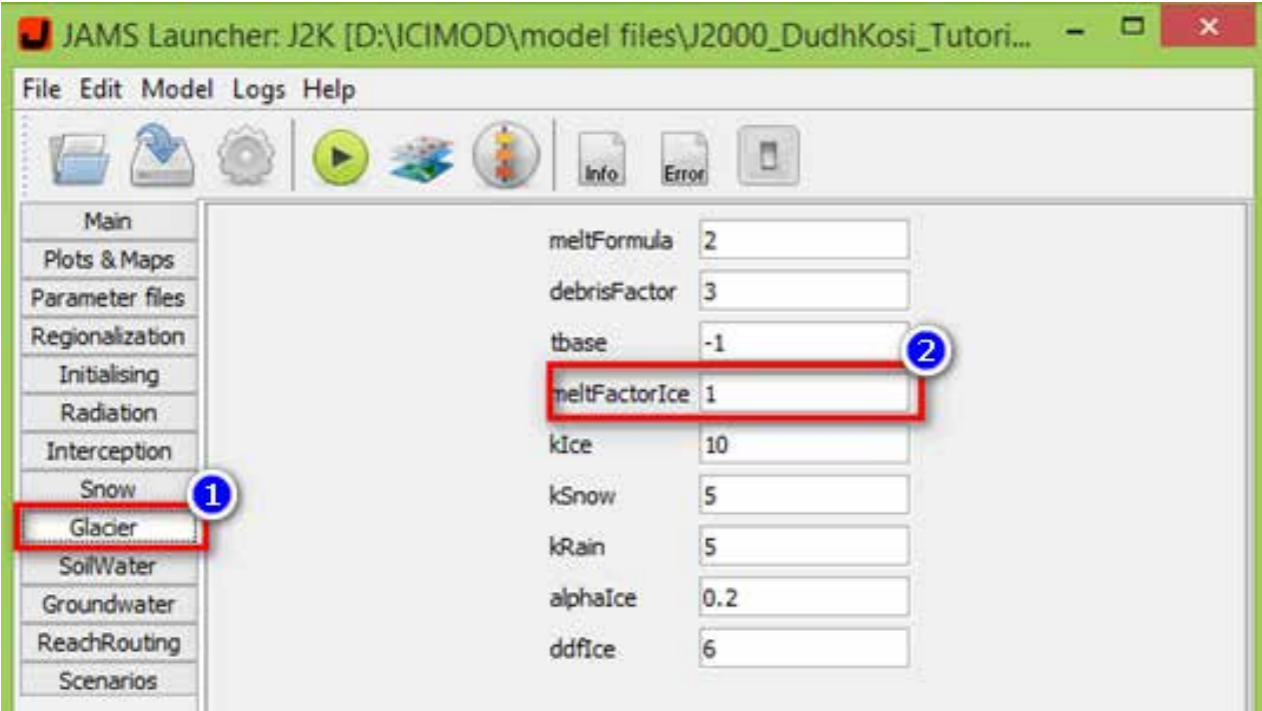 JAMS Launcher: J2K [D:\ICIMOD\model files\J2000_DudhKosi_Tutori...
File Edit Model Logs Help
Info Error
Main
Plots & Maps
Parameter files
Regionalization
Initialising
Radiation
Interception
Snow
1
Glacier
SoilWater
Groundwater
ReachRouting
Scenarios
meltFormula 2
debrisFactor 3
tbase -1
2
meltFactorIce 1
kIce 10
kSnow 5
kRain 5
alphaIce 0.2
ddfIce 6